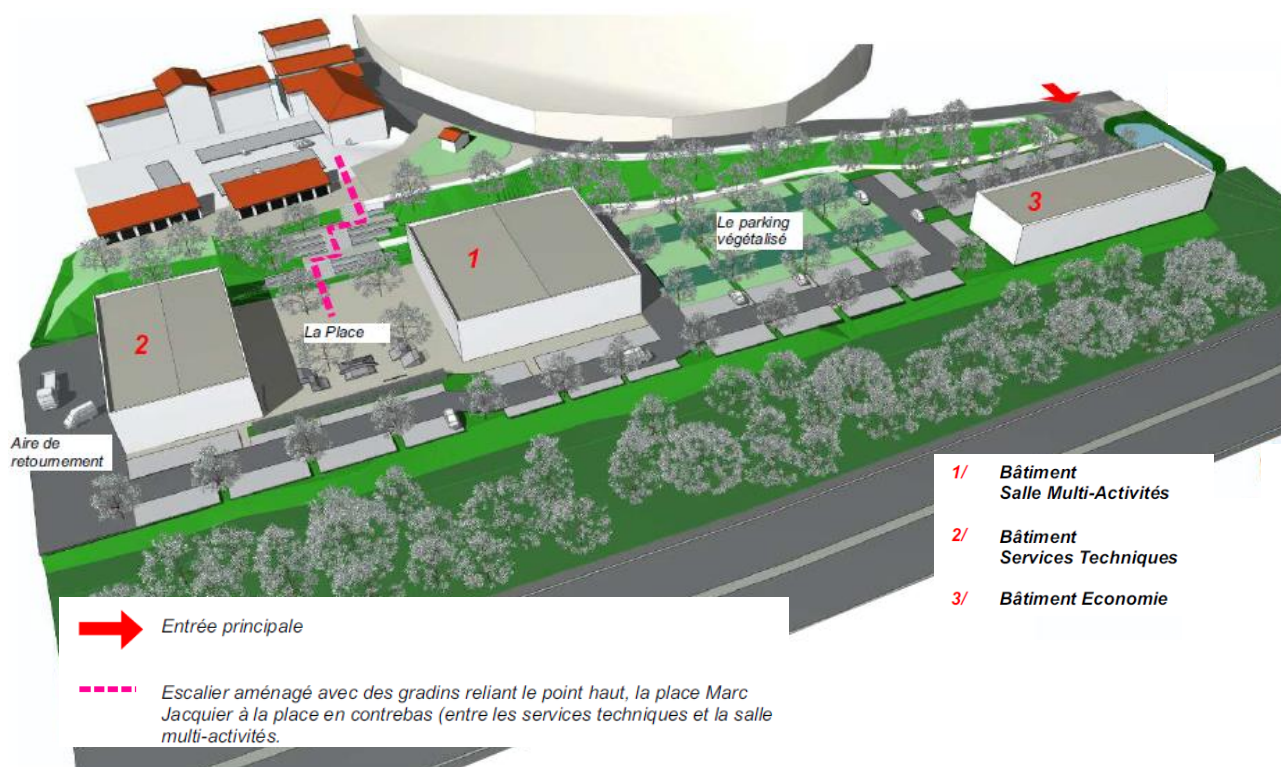 3
Le parking
végétalisé
1
La Place
2
Aire de
retournement
1/ Bâtiment
Salle Multi-Activités
2/ Bâtiment
Services Techniques
3/ Bâtiment Economie
Entrée principale
Escalier aménagé avec des gradins reliant le point haut, la place Marc
Jacquier à la place en contrebas (entre les services techniques et la salle
multi-activités.